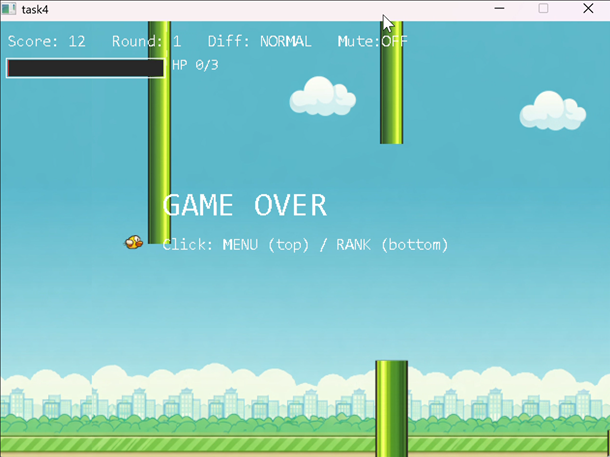 task4
Score: 12 Round: 1 Diff: NORMAL Mute:OFF
HP 0/3
GAME OVER
Click: MENU (top) / RANK (bottom)